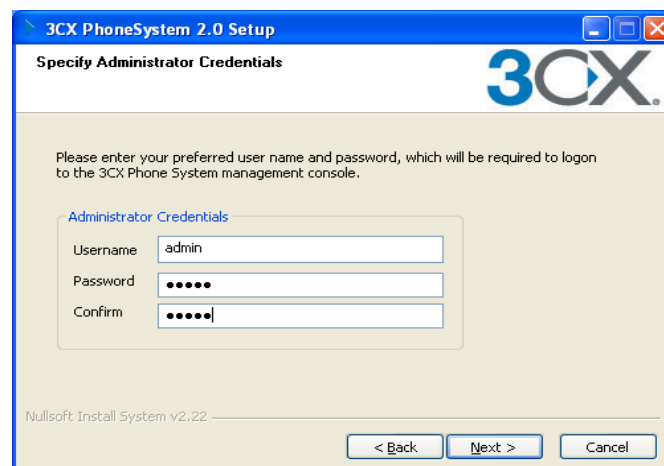 3CX PhoneSystem 2.0 Setup
Specify Administrator Credentials
3CX®
Please enter your preferred user name and password, which will be required to logon
to the 3CX Phone System management console.
Administrator Credentials
Username admin
Password ●●●●●
Confirm ●●●●●
Nullsoft Install System v2.22
< Back Next > Cancel